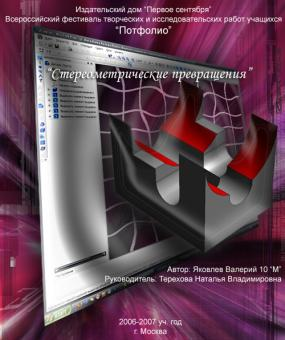 Издательский дом "Первое сентября"
Всероссийский фестиваль творческих и исследовательских работ учащихся
"Потфолио"
"Стереометрические превращения"
Автор: Яковлев Валерий 10 "М"
Руководитель: Терехова Наталья Владимировна
2006-2007 уч. год
г. Москва